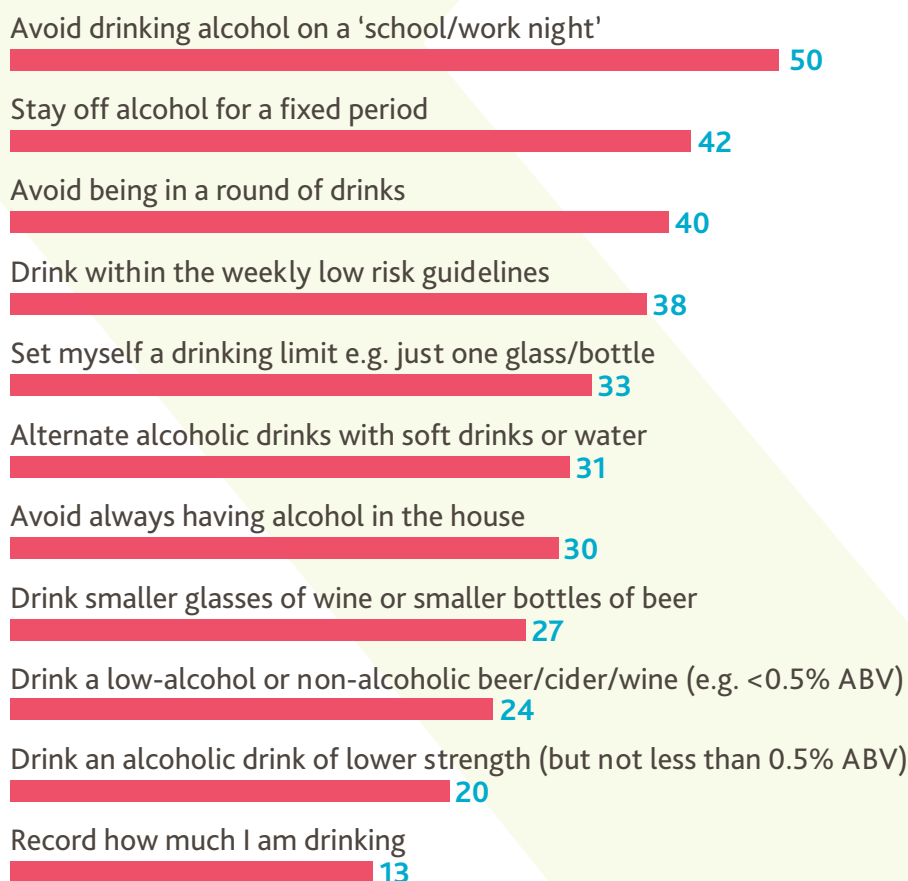 Avoid drinking alcohol on a ‘school/work night’
50
Stay off alcohol for a fixed period
42
Avoid being in a round of drinks
40
Drink within the weekly low risk guidelines
38
Set myself a drinking limit e.g. just one glass/bottle
33
Alternate alcoholic drinks with soft drinks or water
31
Avoid always having alcohol in the house
30
Drink smaller glasses of wine or smaller bottles of beer
27
Drink a low-alcohol or non-alcoholic beer/cider/wine (e.g. <0.5% ABV)
24
Drink an alcoholic drink of lower strength (but not less than 0.5% ABV)
20
Record how much I am drinking
13